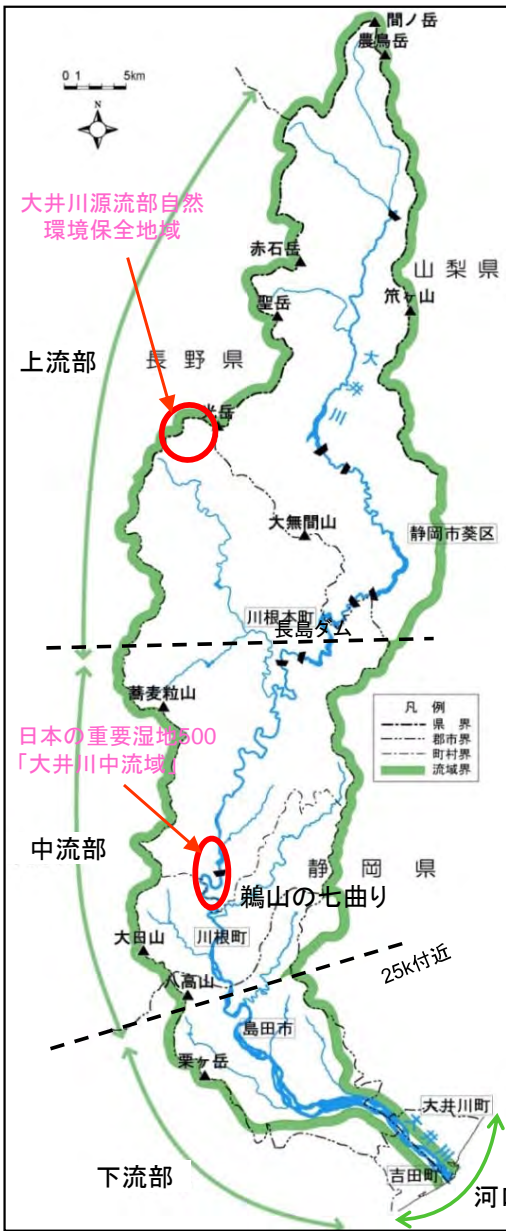 間ノ岳
農鳥岳
0 1 5km
N
大井川源流部自然
環境保全地域
赤石岳
山梨県
聖岳
笊ヶ山
長野県
大井川
上流部
光岳
大無間山
静岡市葵区
川根本町
長島ダム
蕎麦粒山
凡例
県界
郡市界
町村界
流域界
日本の重要湿地500
「大井川中流域」
中流部
静岡県
鵜山の七曲り
川根町
大日山
25k付近
八高山
島田市
栗ヶ岳
大井川町
大井川
吉田町
下流部
河口